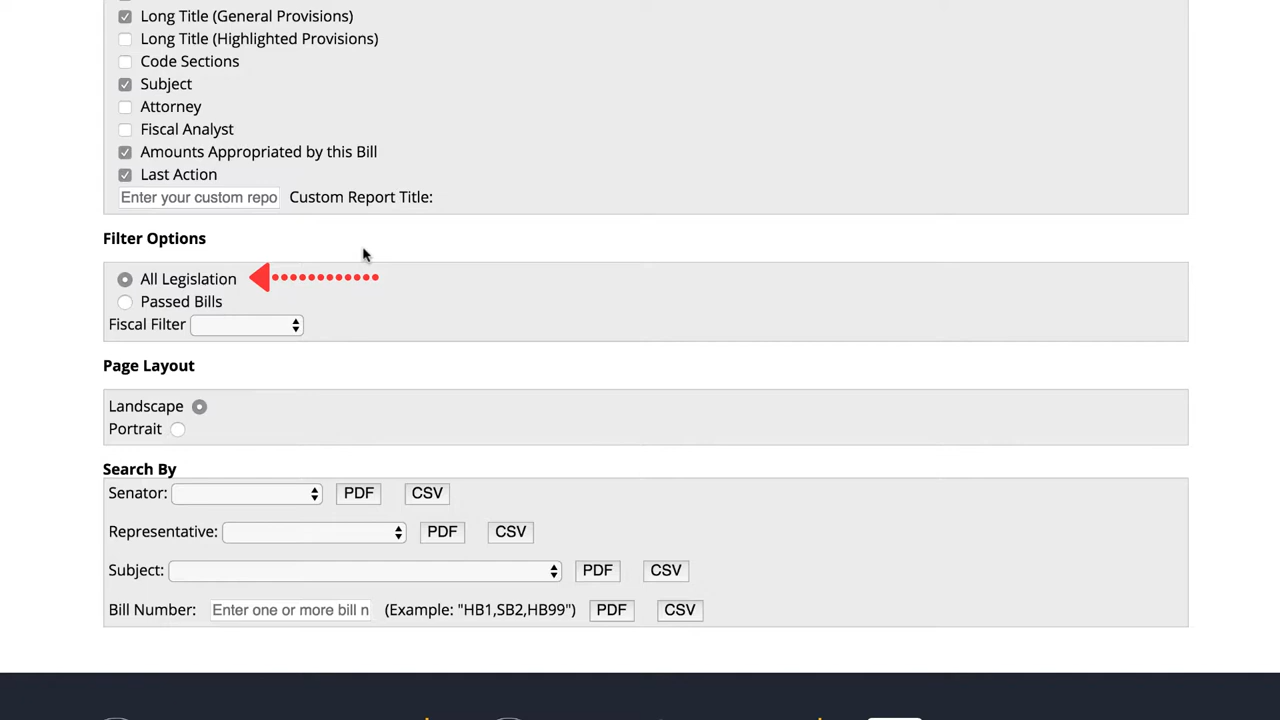 Long Title (General Provisions)
Long Title (Highlighted Provisions)
Code Sections
Subject
Attorney
Fiscal Analyst
Amounts Appropriated by this Bill
Last Action
Enter your custom repo Custom Report Title:
Filter Options
All Legislation
Passed Bills
Fiscal Filter
Page Layout
Landscape
Portrait
Search By
Senator: PDF CSV
Representative: PDF CSV
Subject: PDF CSV
Bill Number: Enter one or more bill n (Example: "HB1,SB2,HB99") PDF CSV